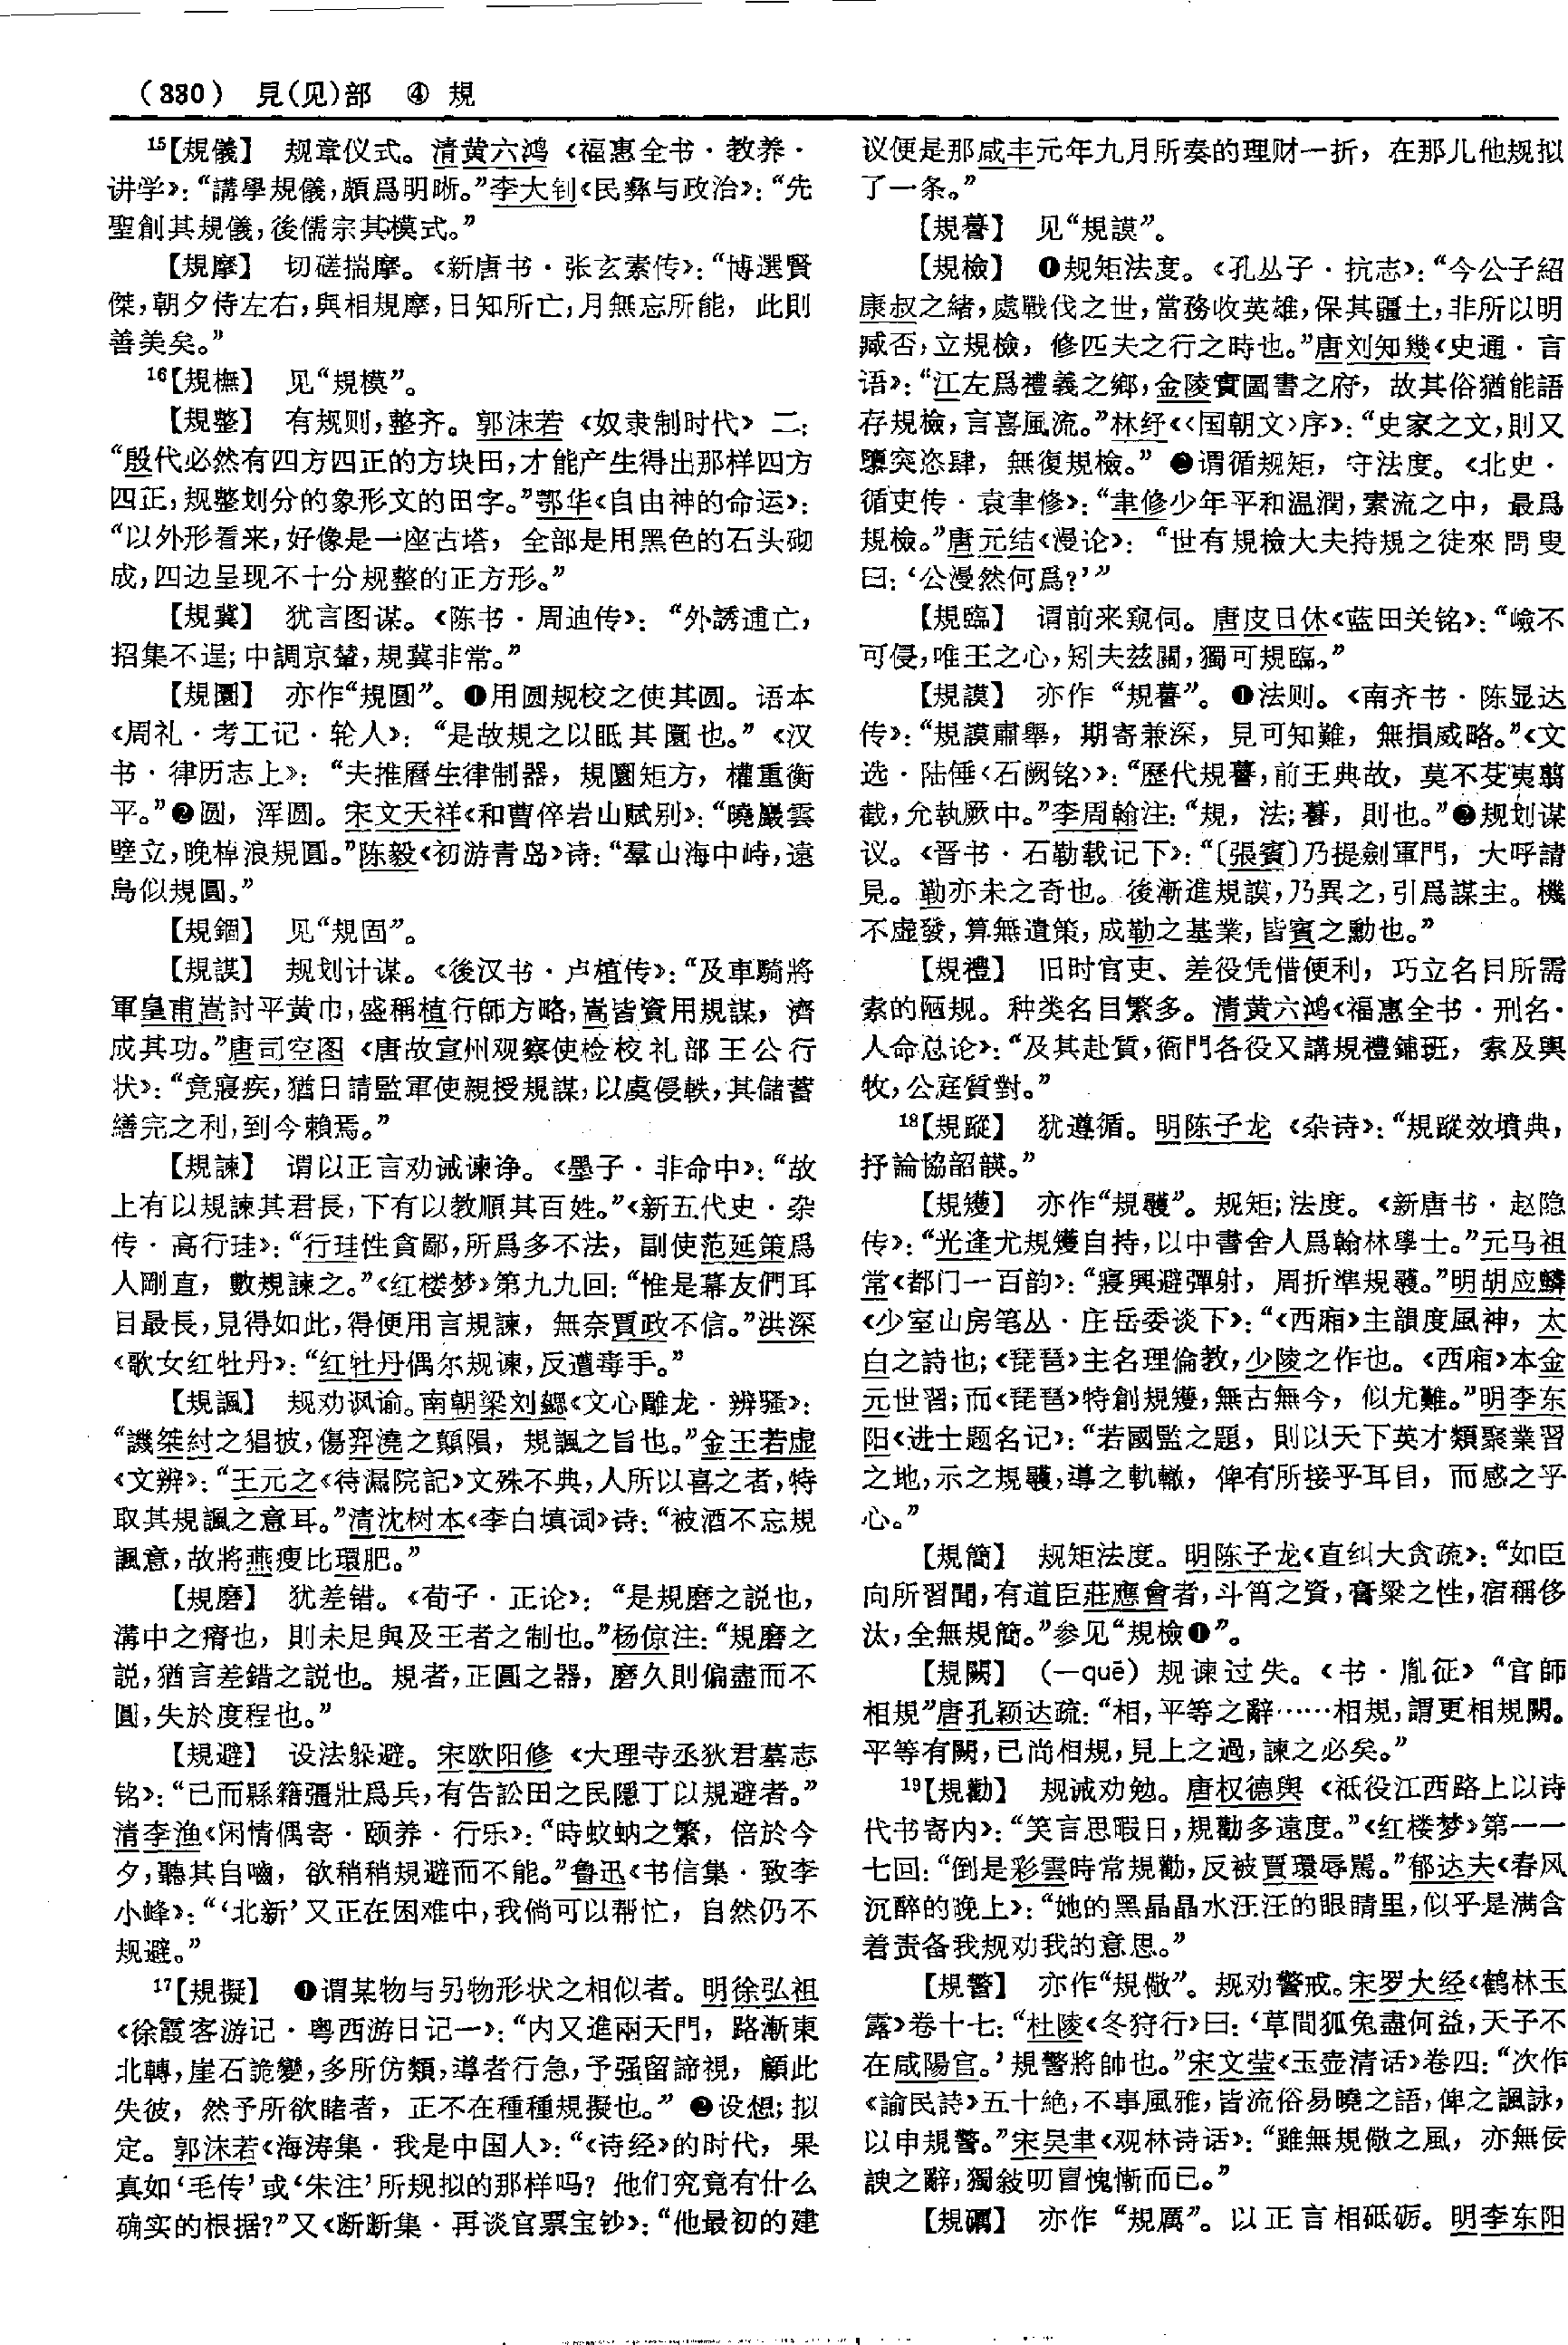 （330） 見(见)部 ④ 規
15【規儀】 规章仪式。清黄六鸿《福惠全书·教养·
讲学》：“講學規儀，頗爲明晰。”李大钊《民彝与政治》：“先
聖創其規儀，後儒宗其模式。”
【規摩】 切磋揣摩。《新唐书·张玄素传》：“博選賢
傑，朝夕侍左右，與相規摩，日知所亡，月無忘所能，此則
善美矣。”
16【規橅】 见“規模”。
【規整】 有规则，整齐。郭沫若《奴隶制时代》二：
“殷代必然有四方四正的方块田，才能产生得出那样四方
四正，规整划分的象形文的田字。”鄂华《自由神的命运》：
“以外形看来，好像是一座古塔，全部是用黑色的石头砌
成，四边呈现不十分规整的正方形。”
【規冀】 犹言图谋。《陈书·周迪传》：“外誘逋亡，
招集不逞；中調京輦，規冀非常。”
【規圜】 亦作“規圓”。❶用圆规校之使其圆。语本
《周礼·考工记·轮人》：“是故規之以眡其圜也。”《汉
书·律历志上》：“夫推曆生律制器，規圜矩方，權重衡
平。”❷圆，浑圆。宋文天祥《和曹倅岩山赋别》：“曉巖雲
壁立，晚棹浪規圓。”陈毅《初游青岛》诗：“羣山海中峙，遠
島似規圓。”
【規錮】 见“規固”。
【規謀】 规划计谋。《後汉书·卢植传》：“及車騎將
軍皇甫嵩討平黄巾，盛稱植行師方略，嵩皆資用規謀，濟
成其功。”唐司空图《唐故宣州观察使检校礼部王公行
状》：“竟寢疾，猶日請監軍使親授規謀，以虞侵軼，其儲蓄
繕完之利，到今賴焉。”
【規諫】 谓以正言劝诫谏诤。《墨子·非命中》：“故
上有以規諫其君長，下有以教順其百姓。”《新五代史·杂
传·高行珪》：“行珪性貪鄙，所爲多不法，副使范延策爲
人剛直，數規諫之。”《红楼梦》第九九回：“惟是幕友們耳
目最長，見得如此，得便用言規諫，無奈賈政不信。”洪深
《歌女红牡丹》：“红牡丹偶尔规谏，反遭毒手。”
【規諷】 规劝讽谕。南朝梁刘勰《文心雕龙·辨骚》：
“譏桀紂之猖披，傷羿澆之顛隕，規諷之旨也。”金王若虚
《文辨》：“王元之《待漏院記》文殊不典，人所以喜之者，特
取其規諷之意耳。”清沈树本《李白填词》诗：“被酒不忘規
諷意，故將燕瘦比環肥。”
【規磨】 犹差错。《荀子·正论》：“是規磨之説也，
溝中之瘠也，則未足與及王者之制也。”杨倞注：“規磨之
説，猶言差錯之説也。規者，正圓之器，磨久則偏盡而不
圓，失於度程也。”
【規避】 设法躲避。宋欧阳修《大理寺丞狄君墓志
铭》：“已而縣籍彊壯爲兵，有告訟田之民隱丁以規避者。”
清李渔《闲情偶寄·颐养·行乐》：“時蚊蚋之繁，倍於今
夕，聽其自嚙，欲稍稍規避而不能。”鲁迅《书信集·致李
小峰》：“‘北新’又正在困难中，我倘可以帮忙，自然仍不
规避。”
17【規擬】 ❶谓某物与另物形状之相似者。明徐弘祖
《徐霞客游记·粤西游日记一》：“内又進兩天門，路漸東
北轉，崖石詭變，多所仿類，導者行急，予强留諦視，顧此
失彼，然予所欲睹者，正不在種種規擬也。”❷设想；拟
定。郭沫若《海涛集·我是中国人》：“《诗经》的时代，果
真如‘毛传’或‘朱注’所规拟的那样吗？他们究竟有什么
确实的根据？”又《断断集·再谈官票宝钞》：“他最初的建
议便是那咸丰元年九月所奏的理财一折，在那儿他规拟
了一条。”
【規謩】 见“規謨”。
【規檢】 ❶规矩法度。《孔丛子·抗志》：“今公子紹
康叔之緒，處戰伐之世，當務收英雄，保其疆土，非所以明
臧否，立規檢，修匹夫之行之時也。”唐刘知幾《史通·言
语》：“江左爲禮義之鄉，金陵實圖書之府，故其俗猶能語
存規檢，言喜風流。”林纾《〈国朝文〉序》：“史家之文，則又
隳突恣肆，無復規檢。”❷谓循规矩，守法度。《北史·
循吏传·袁聿修》：“聿修少年平和温潤，素流之中，最爲
規檢。”唐元结《漫论》：“世有規檢大夫持規之徒來問叟
曰：‘公漫然何爲？’”
【規臨】 谓前来窥伺。唐皮日休《蓝田关铭》：“嶮不
可侵，唯王之心，矧夫兹關，獨可規臨。”
【規謨】 亦作“規謩”。❶法则。《南齐书·陈显达
传》：“規謨肅舉，期寄兼深，見可知難，無損威略。”《文
选·陆倕〈石阙铭〉》：“歷代規謩，前王典故，莫不芟夷翦
截，允執厥中。”李周翰注：“規，法；謩，則也。”❷规划谋
议。《晋书·石勒载记下》：“〔張賓〕乃提劍軍門，大呼請
見。勒亦未之奇也。後漸進規謨，乃異之，引爲謀主。機
不虚發，算無遺策，成勒之基業，皆賓之勳也。”
【規禮】 旧时官吏、差役凭借便利，巧立名目所需
索的陋规。种类名目繁多。清黄六鸿《福惠全书·刑名·
人命总论》：“及其赴質，衙門各役又講規禮鋪班，索及輿
牧，公庭質對。”
18【規蹤】 犹遵循。明陈子龙《杂诗》：“規蹤效墳典，
抒論協韶韺。”
【規矱】 亦作“規彠”。规矩；法度。《新唐书·赵隐
传》：“光逢尤規矱自持，以中書舍人爲翰林學士。”元马祖
常《都门一百韵》：“寢興避彈射，周折準規彠。”明胡应麟
《少室山房笔丛·庄岳委谈下》：“《西廂》主韻度風神，太
白之詩也；《琵琶》主名理倫教，少陵之作也。《西廂》本金
元世習；而《琵琶》特創規矱，無古無今，似尤難。”明李东
阳《进士题名记》：“若國監之題，則以天下英才類聚業習
之地，示之規彠，導之軌轍，俾有所接乎耳目，而感之乎
心。”
【規簡】 规矩法度。明陈子龙《直纠大贪疏》：“如臣
向所習聞，有道臣莊應會者，斗筲之資，膏粱之性，宿稱侈
汰，全無規簡。”参见“規檢❶”。
【規闕】 （—quē）规谏过失。《书·胤征》“官師
相規”唐孔颖达疏：“相，平等之辭……相規，謂更相規闕。
平等有闕，已尚相規，見上之過，諫之必矣。”
19【規勸】 规诫劝勉。唐权德舆《祗役江西路上以诗
代书寄内》：“笑言思暇日，規勸多遠度。”《红楼梦》第一一
七回：“倒是彩雲時常規勸，反被賈環辱駡。”郁达夫《春风
沉醉的晚上》：“她的黑晶晶水汪汪的眼睛里，似乎是满含
着责备我规劝我的意思。”
【規警】 亦作“規儆”。规劝警戒。宋罗大经《鹤林玉
露》卷十七：“杜陵《冬狩行》曰：‘草間狐兔盡何益，天子不
在咸陽宫。’規警將帥也。”宋文莹《玉壶清话》卷四：“次作
《諭民詩》五十絶，不事風雅，皆流俗易曉之語，俾之諷詠，
以申規警。”宋吴聿《观林诗话》：“雖無規儆之風，亦無佞
諛之辭，獨叙叨冒愧慚而已。”
【規礪】 亦作“規厲”。以正言相砥砺。明李东阳